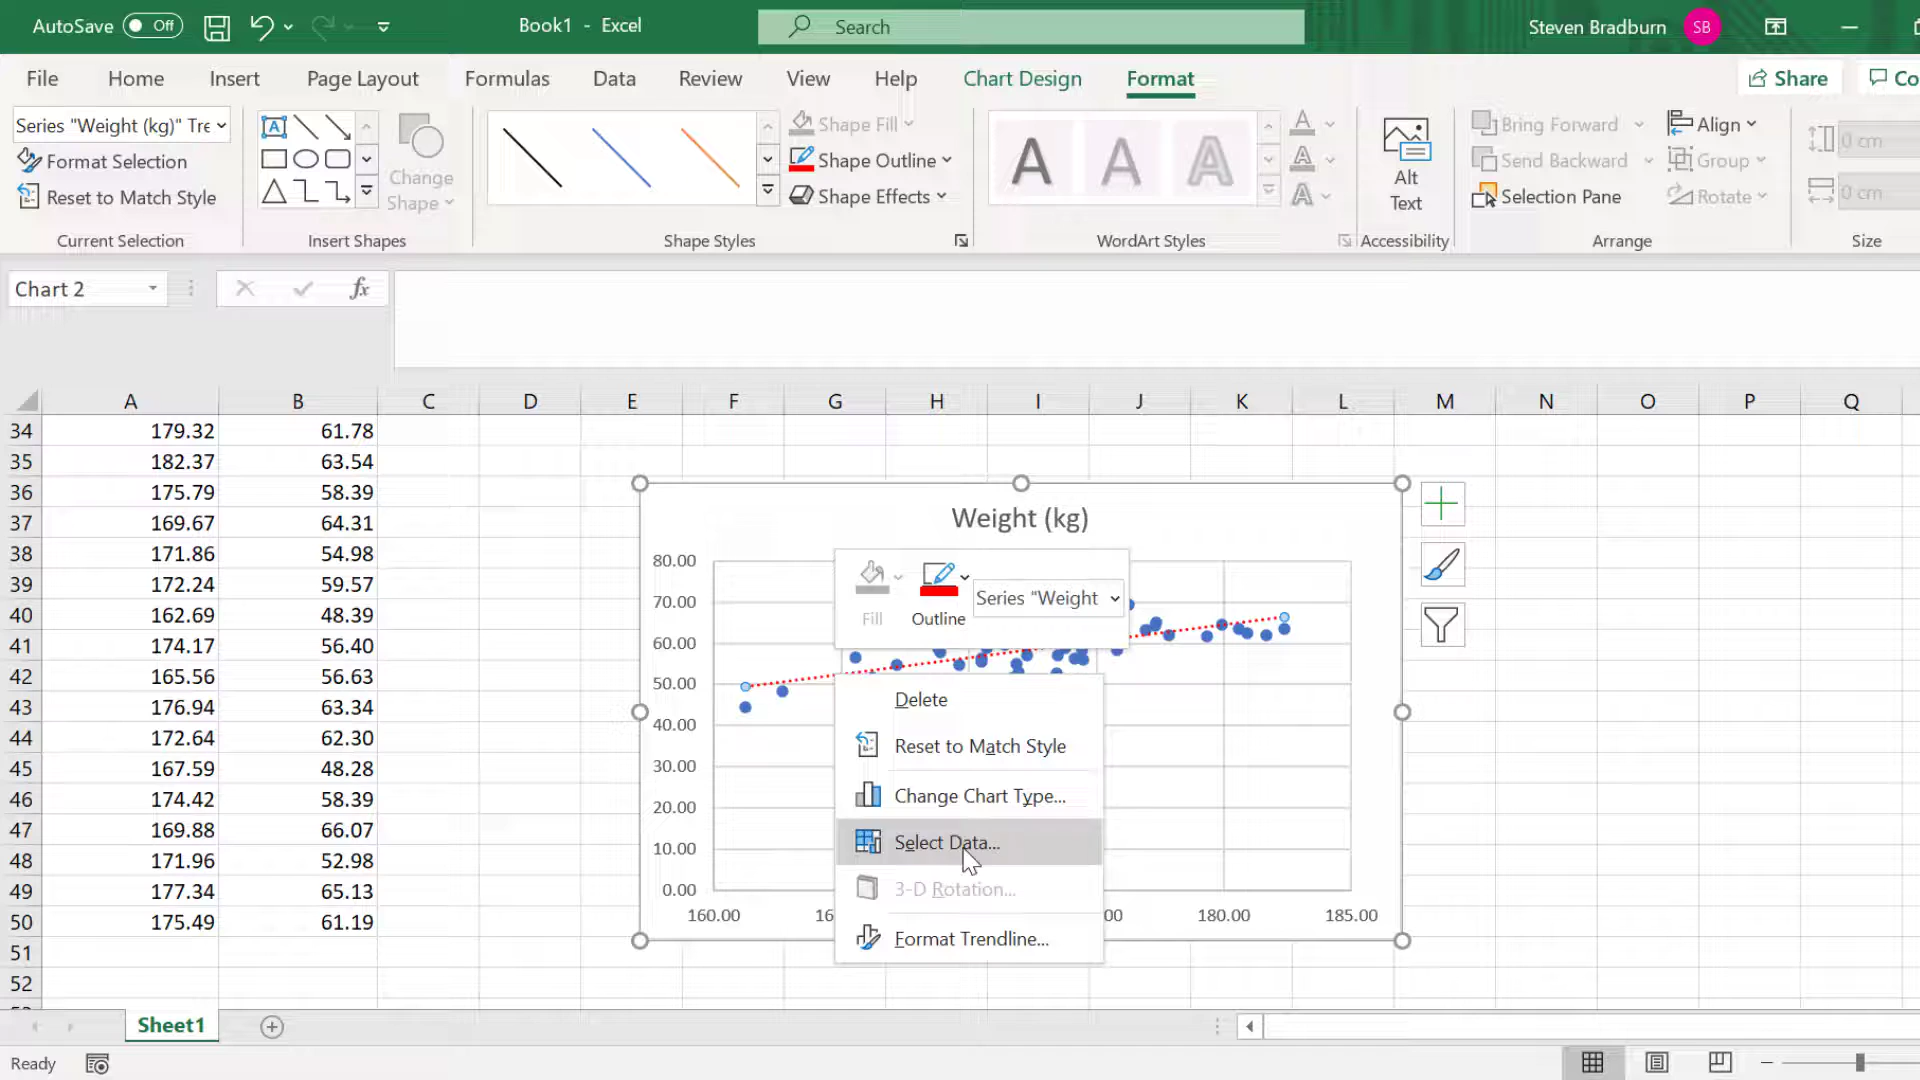 AutoSave Off Book1 - Excel Search Steven Bradburn SB
File Home Insert Page Layout Formulas Data Review View Help Chart Design Format Share Co
Series "Weight (kg)" Tre
Format Selection
Reset to Match Style
Current Selection
Change
Shape
Insert Shapes
Shape Fill
Shape Outline
Shape Effects
Shape Styles
A A A
WordArt Styles
Alt
Text
Accessibility
Bring Forward
Send Backward
Selection Pane
Align
Group
Rotate
Arrange
0 cm
0 cm
Size
Chart 2 fx
A B C D E F G H I J K L M N O P Q
34 179.32 61.78
35 182.37 63.54
36 175.79 58.39
37 169.67 64.31
38 171.86 54.98
39 172.24 59.57
40 162.69 48.39
41 174.17 56.40
42 165.56 56.63
43 176.94 63.34
44 172.64 62.30
45 167.59 48.28
46 174.42 58.39
47 169.88 66.07
48 171.96 52.98
49 177.34 65.13
50 175.49 61.19
51
52
Weight (kg)
80.00
70.00
60.00
50.00
40.00
30.00
20.00
10.00
0.00
160.00 16 00 180.00 185.00
Fill
Outline
Series "Weight
Delete
Reset to Match Style
Change Chart Type...
Select Data...
3-D Rotation...
Format Trendline...
Sheet1
Ready